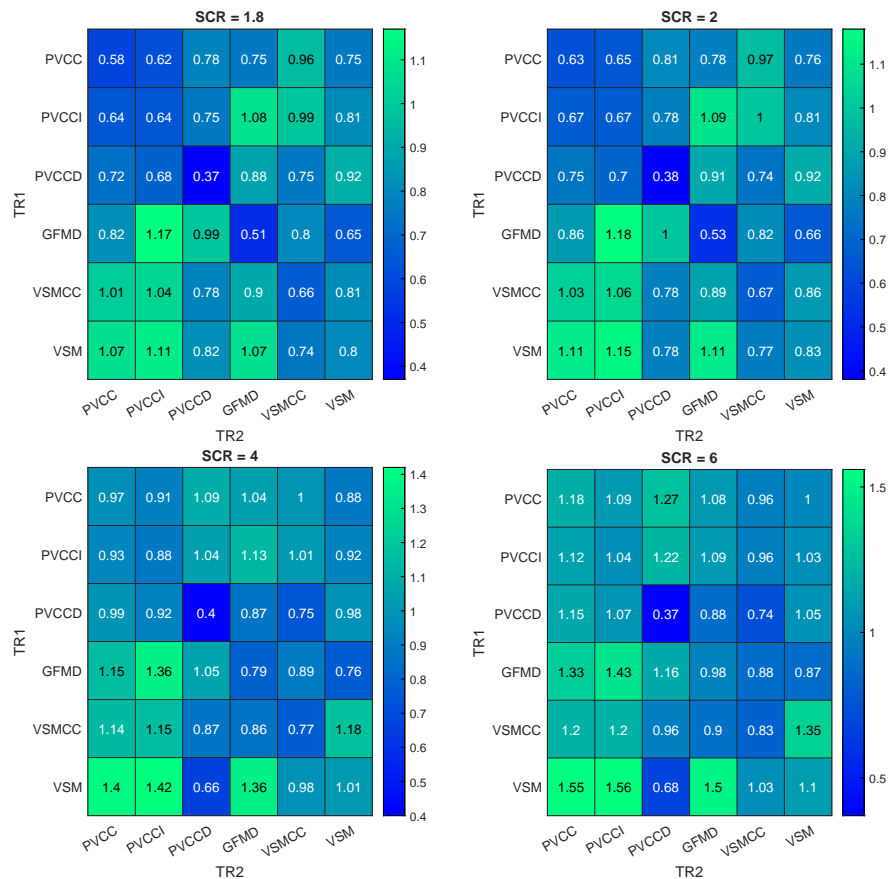 SCR = 1.8
TR1
PVCC 0.58 0.62 0.78 0.75 0.96 0.75
PVCCI 0.64 0.64 0.75 1.08 0.99 0.81
PVCCD 0.72 0.68 0.37 0.88 0.75 0.92
GFMD 0.82 1.17 0.99 0.51 0.8 0.65
VSMCC 1.01 1.04 0.78 0.9 0.66 0.81
VSM 1.07 1.11 0.82 1.07 0.74 0.8
PVCC PVCCI PVCCD GFMD VSMCC VSM
TR2
1.1
1
0.9
0.8
0.7
0.6
0.5
0.4
SCR = 2
TR1
PVCC 0.63 0.65 0.81 0.78 0.97 0.76
PVCCI 0.67 0.67 0.78 1.09 1 0.81
PVCCD 0.75 0.7 0.38 0.91 0.74 0.92
GFMD 0.86 1.18 1 0.53 0.82 0.66
VSMCC 1.03 1.06 0.78 0.89 0.67 0.86
VSM 1.11 1.15 0.78 1.11 0.77 0.83
PVCC PVCCI PVCCD GFMD VSMCC VSM
TR2
1.1
1
0.9
0.8
0.7
0.6
0.5
0.4
SCR = 4
TR1
PVCC 0.97 0.91 1.09 1.04 1 0.88
PVCCI 0.93 0.88 1.04 1.13 1.01 0.92
PVCCD 0.99 0.92 0.4 0.87 0.75 0.98
GFMD 1.15 1.36 1.05 0.79 0.89 0.76
VSMCC 1.14 1.15 0.87 0.86 0.77 1.18
VSM 1.4 1.42 0.66 1.36 0.98 1.01
PVCC PVCCI PVCCD GFMD VSMCC VSM
TR2
1.4
1.3
1.2
1.1
1
0.9
0.8
0.7
0.6
0.5
0.4
SCR = 6
TR1
PVCC 1.18 1.09 1.27 1.08 0.96 1
PVCCI 1.12 1.04 1.22 1.09 0.96 1.03
PVCCD 1.15 1.07 0.37 0.88 0.74 1.05
GFMD 1.33 1.43 1.16 0.98 0.88 0.87
VSMCC 1.2 1.2 0.96 0.9 0.83 1.35
VSM 1.55 1.56 0.68 1.5 1.03 1.1
PVCC PVCCI PVCCD GFMD VSMCC VSM
TR2
1.5
1
0.5